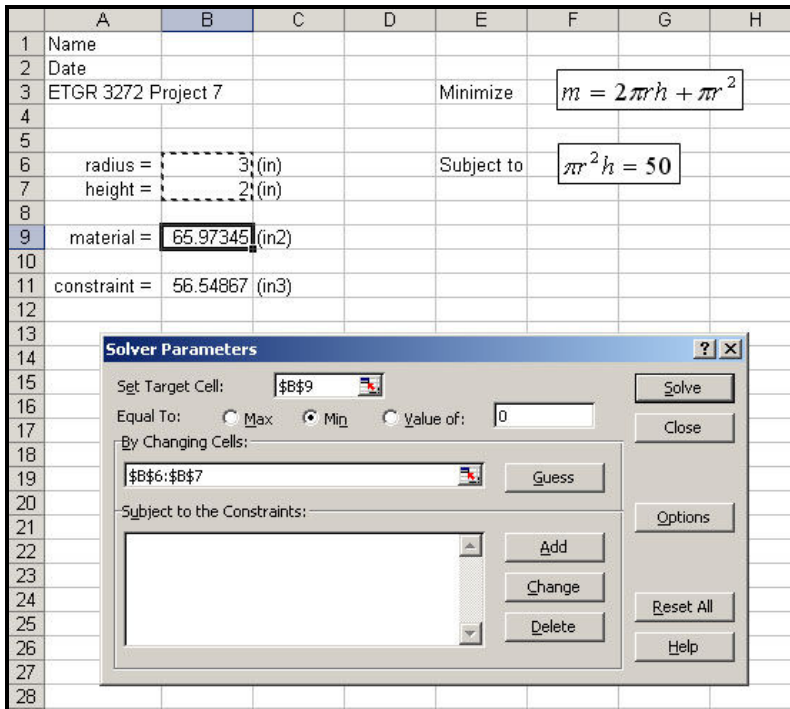 A B C D E F G H
1 Name
2 Date
3 ETGR 3272 Project 7 Minimize m = 2πrh + πr²
4
5
6 radius = 3 (in) Subject to πr²h = 50
7 height = 2 (in)
8
9 material = 65.97345 (in2)
10
11 constraint = 56.54867 (in3)
12
13
14 Solver Parameters ? X
15 Set Target Cell: $B$9 Solve
16 Equal To: Max Min Value of: 0
17 Close
18 By Changing Cells:
19 $B$6:$B$7 Guess
20
21 Subject to the Constraints: Options
22 Add
23 Change
24 Reset All
25 Delete
26 Help
27
28